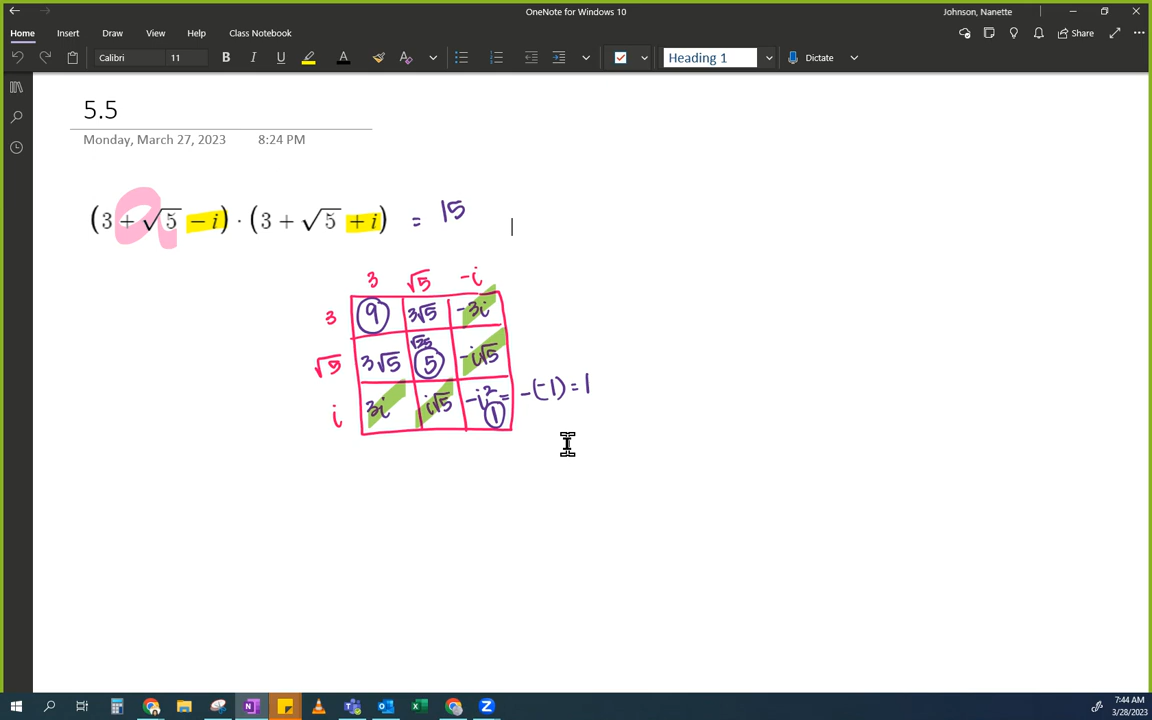 OneNote for Windows 10
Johnson, Nanette
Home Insert Draw View Help Class Notebook
Share
Calibri 11 B I U A A Heading 1 Dictate
5.5
Monday, March 27, 2023 8:24 PM
(3 + √5 − i) · (3 + √5 + i) = 15
3 √5 -i
3 9 3√5 -3i
√5 3√5 √25 5 -i√5
i 3i i√5 -i² = 1 -(-1) = 1
7:44 AM
3/28/2023